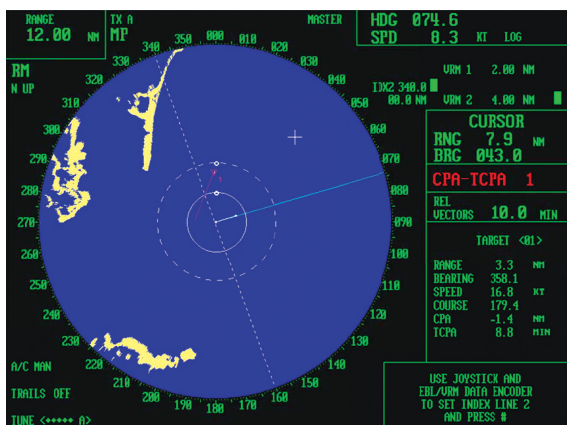 RANGE
12.00 NM
TX A
MP
MASTER
HDG 074.6
SPD 8.3 KT LOG
RM
N UP
VRM 1 2.00 NM
IDX2 340.0
00.0 NM
VRM 2 4.00 NM
CURSOR
RNG 7.9 NM
BRG 043.0
CPA-TCPA 1
REL
VECTORS 10.0 MIN
TARGET <01>
RANGE 3.3 NM
BEARING 358.1
SPEED 16.8 KT
COURSE 179.4
CPA -1.4 NM
TCPA 8.8 MIN
USE JOYSTICK AND
EBL/VRM DATA ENCODER
TO SET INDEX LINE 2
AND PRESS #
A/C MAN
TRAILS OFF
TUNE <♦♦♦♦♦ A>
000
010
020
030
040
050
060
070
080
090
100
110
120
130
140
150
160
170
180
190
200
210
220
230
240
250
260
270
280
290
300
310
320
330
340
350